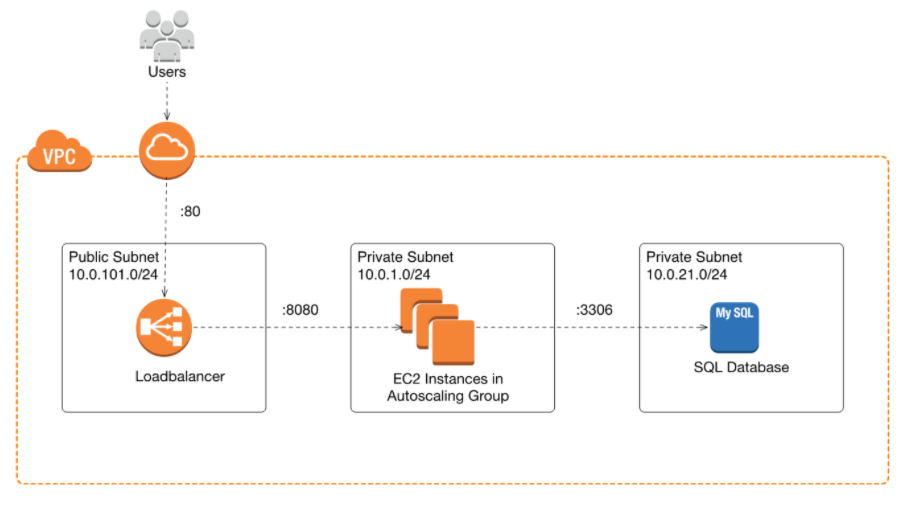 Users
VPC
:80
Public Subnet
10.0.101.0/24
Loadbalancer
:8080
Private Subnet
10.0.1.0/24
EC2 Instances in
Autoscaling Group
:3306
Private Subnet
10.0.21.0/24
My SQL
SQL Database